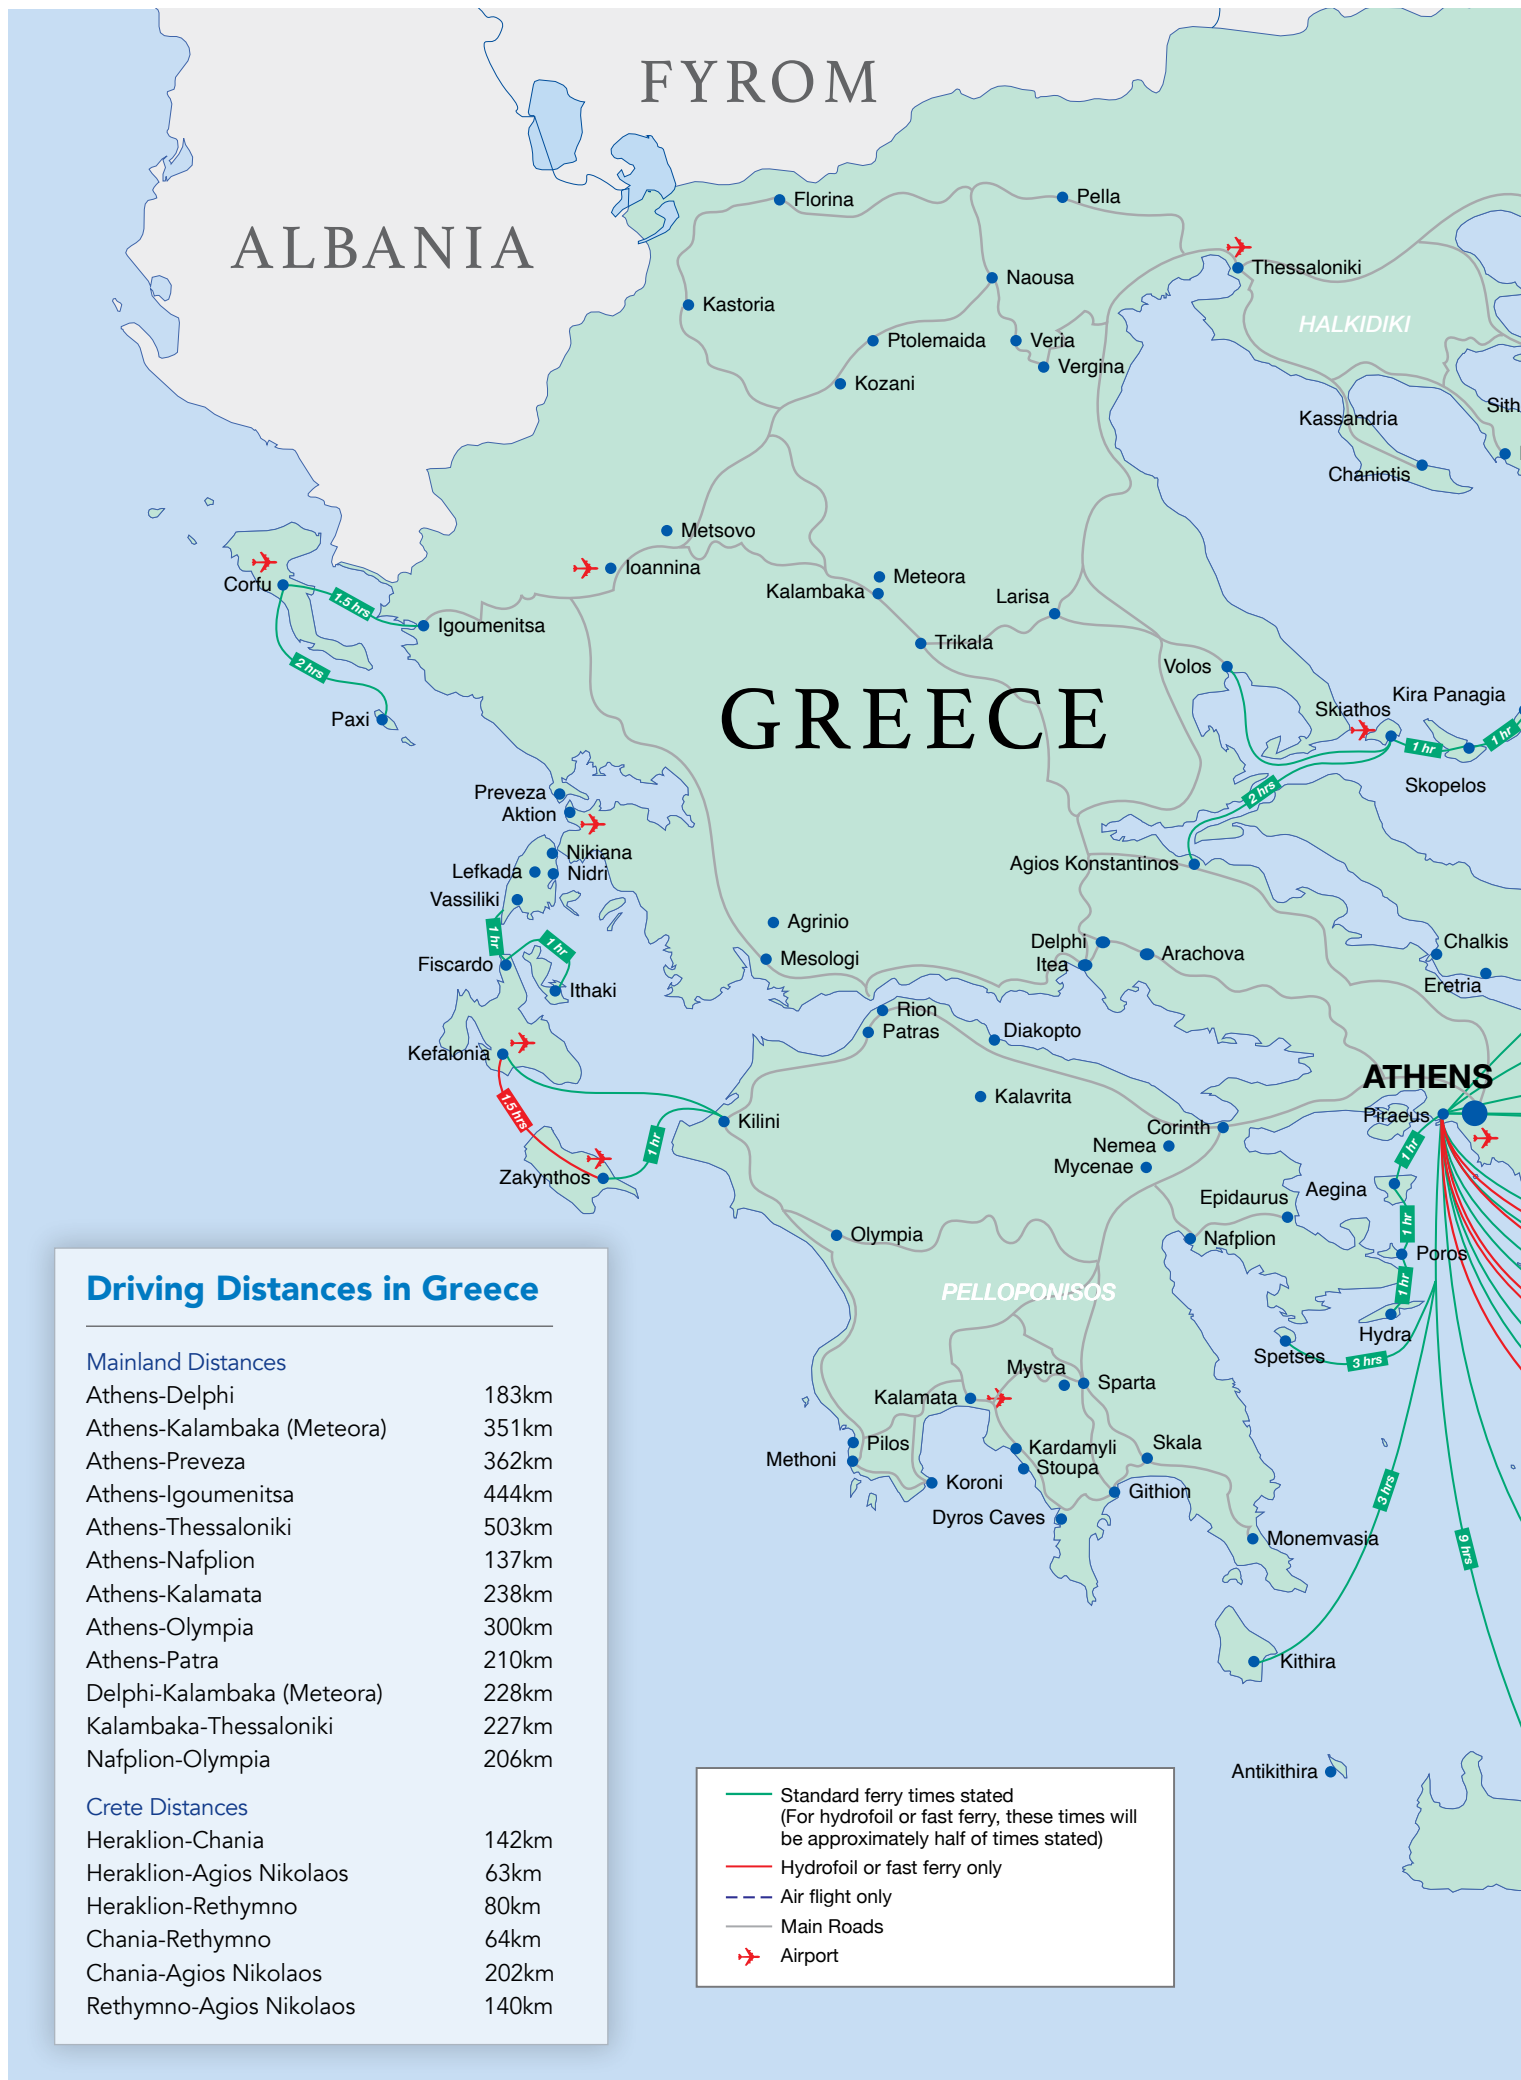 FYROM
ALBANIA
Florina
Pella
Thessaloniki
Naousa
Kastoria
HALKIDIKI
Ptolemaida
Veria
Vergina
Kozani
Sith
Kassandria
Chaniotis
Metsovo
Ioannina
Meteora
Kalambaka
Larisa
Corfu
1.5 hrs
Igoumenitsa
Trikala
2 hrs
Volos
Paxi
GREECE
Kira Panagia
Skiathos
1 hr
1 hr
Skopelos
2 hrs
Preveza
Aktion
Nikiana
Lefkada
Nidri
Vassiliki
Agios Konstantinos
Agrinio
1 hr
1 hr
Delphi
Chalkis
Mesologi
Arachova
Fiscardo
Itea
Eretria
Ithaki
Rion
Patras
Diakopto
Kefalonia
ATHENS
Kalavrita
1.5 hrs
Piraeus
Kilini
Corinth
1 hr
Nemea
1 hr
Mycenae
Zakynthos
Epidaurus
Aegina
Olympia
Nafplion
1 hr
Poros
PELLOPONISOS
1 hr
Hydra
Spetses
3 hrs
Mystra
Sparta
Kalamata
Pilos
Kardamyli
Skala
Methoni
Stoupa
Koroni
Githion
3 hrs
Dyros Caves
Monemvasia
9 hrs
Kithira
Antikithira
Driving Distances in Greece
Mainland Distances
Athens-Delphi 183km
Athens-Kalambaka (Meteora) 351km
Athens-Preveza 362km
Athens-Igoumenitsa 444km
Athens-Thessaloniki 503km
Athens-Nafplion 137km
Athens-Kalamata 238km
Athens-Olympia 300km
Athens-Patra 210km
Delphi-Kalambaka (Meteora) 228km
Kalambaka-Thessaloniki 227km
Nafplion-Olympia 206km
Crete Distances
Heraklion-Chania 142km
Heraklion-Agios Nikolaos 63km
Heraklion-Rethymno 80km
Chania-Rethymno 64km
Chania-Agios Nikolaos 202km
Rethymno-Agios Nikolaos 140km
Standard ferry times stated
(For hydrofoil or fast ferry, these times will
be approximately half of times stated)
Hydrofoil or fast ferry only
Air flight only
Main Roads
Airport